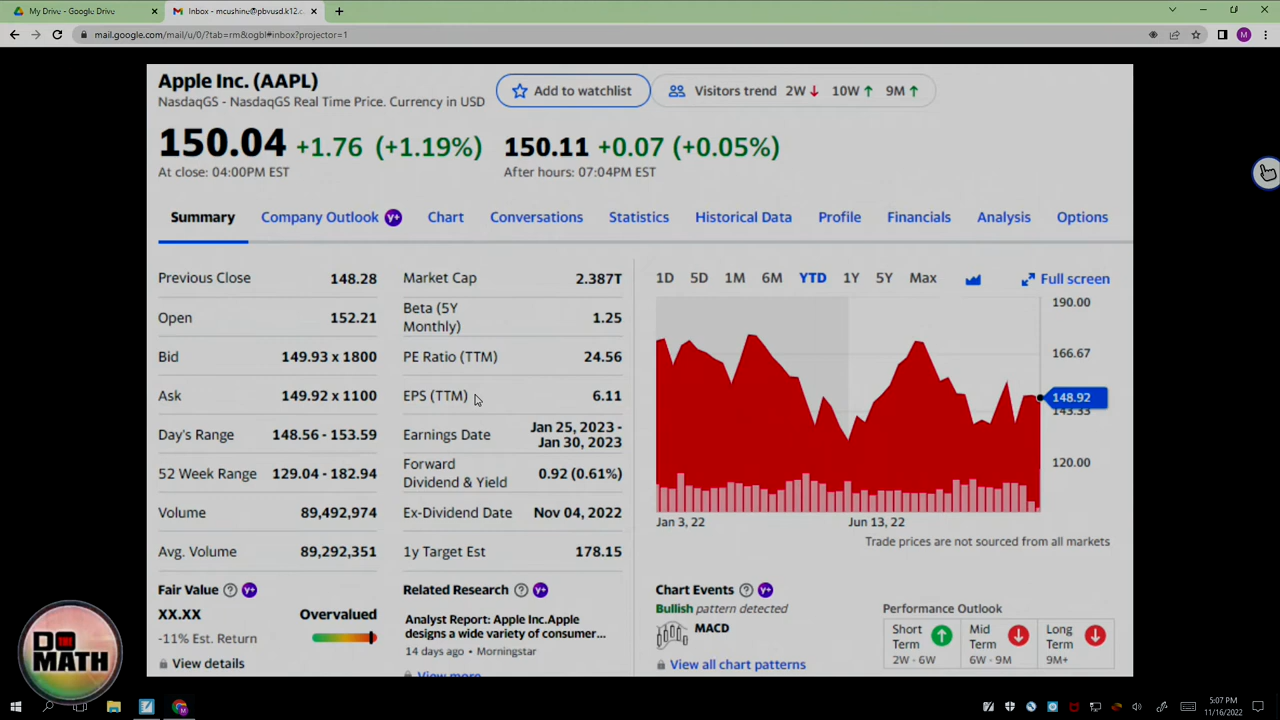 My Drive - Google Drive
Inbox - mcushine@pbvusd.k12.c
mail.google.com/mail/u/0/?tab=rm&ogbl#inbox?projector=1
M
Apple Inc. (AAPL)
NasdaqGS - NasdaqGS Real Time Price. Currency in USD
Add to watchlist
Visitors trend 2W 10W 9M
150.04 +1.76 (+1.19%)
At close: 04:00PM EST
150.11 +0.07 (+0.05%)
After hours: 07:04PM EST
Summary Company Outlook Y+ Chart Conversations Statistics Historical Data Profile Financials Analysis Options
Previous Close 148.28
Open 152.21
Bid 149.93 x 1800
Ask 149.92 x 1100
Day's Range 148.56 - 153.59
52 Week Range 129.04 - 182.94
Volume 89,492,974
Avg. Volume 89,292,351
Market Cap 2.387T
Beta (5Y
Monthly) 1.25
PE Ratio (TTM) 24.56
EPS (TTM) 6.11
Earnings Date Jan 25, 2023 -
Jan 30, 2023
Forward
Dividend & Yield 0.92 (0.61%)
Ex-Dividend Date Nov 04, 2022
1y Target Est 178.15
1D 5D 1M 6M YTD 1Y 5Y Max Full screen
190.00
166.67
148.92
143.33
120.00
Jan 3, 22 Jun 13, 22
Trade prices are not sourced from all markets
Fair Value ? Y+
XX.XX Overvalued
-11% Est. Return
View details
Related Research ? Y+
Analyst Report: Apple Inc.Apple
designs a wide variety of consumer...
14 days ago • Morningstar
View more
Chart Events ? Y+
Bullish pattern detected
MACD
View all chart patterns
Performance Outlook
Short
Term
2W - 6W
Mid
Term
6W - 9M
Long
Term
9M+
DO THE
MATH
5:07 PM
11/16/2022